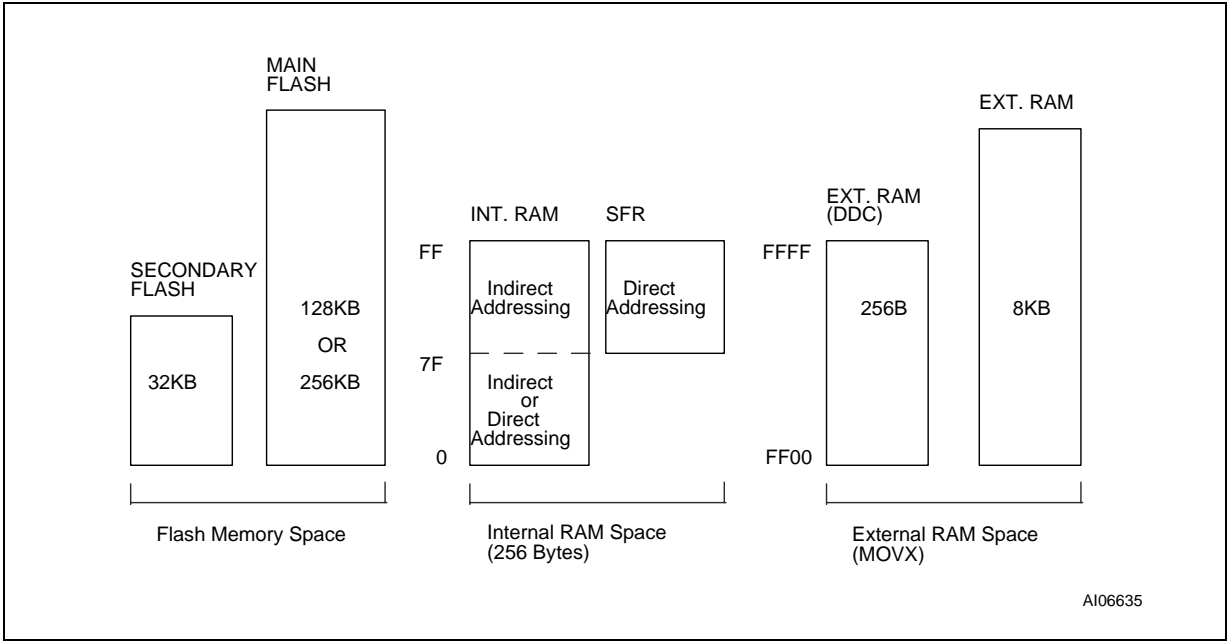 MAIN
FLASH
SECONDARY
FLASH
32KB
128KB
OR
256KB
Flash Memory Space
INT. RAM
SFR
FF
7F
0
Indirect
Addressing
Direct
Addressing
Indirect
or
Direct
Addressing
Internal RAM Space
(256 Bytes)
EXT. RAM
(DDC)
EXT. RAM
FFFF
FF00
256B
8KB
External RAM Space
(MOVX)
AI06635